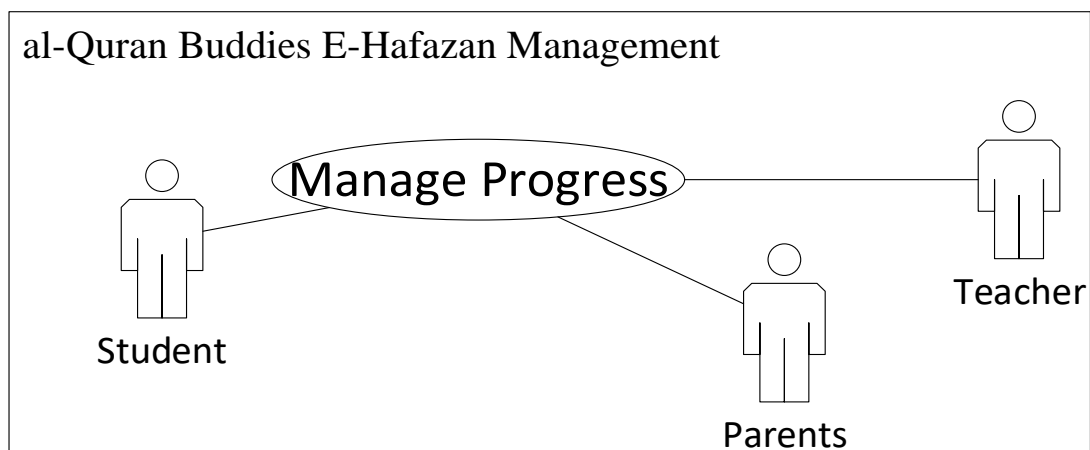 al-Quran Buddies E-Hafazan Management
Manage Progress
Teacher
Student
Parents